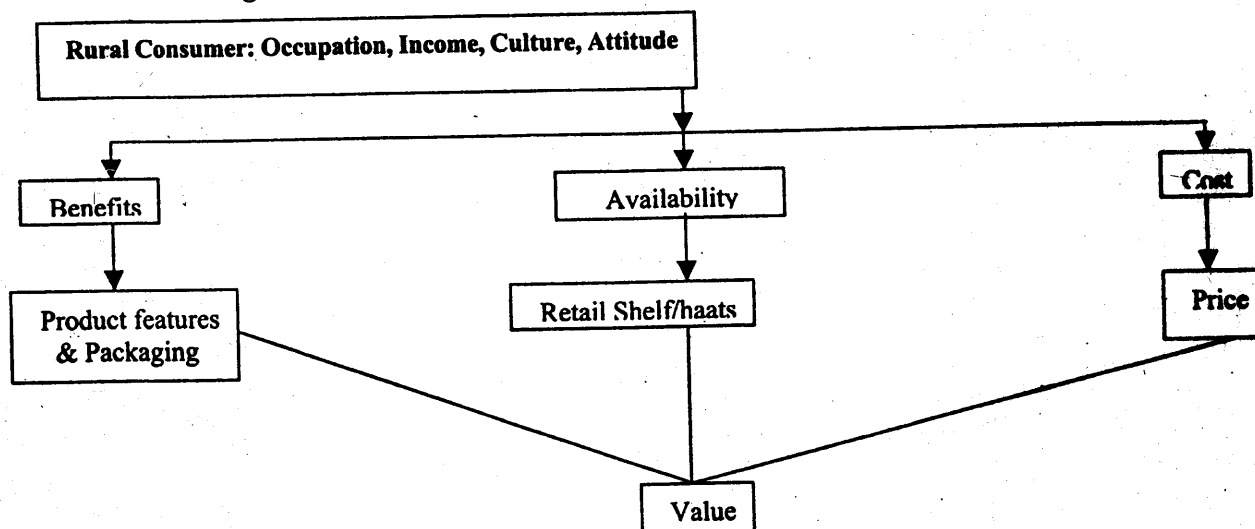 Rural Consumer: Occupation, Income, Culture, Attitude
Benefits
Availability
Cost
Product features
& Packaging
Retail Shelf/haats
Price
Value